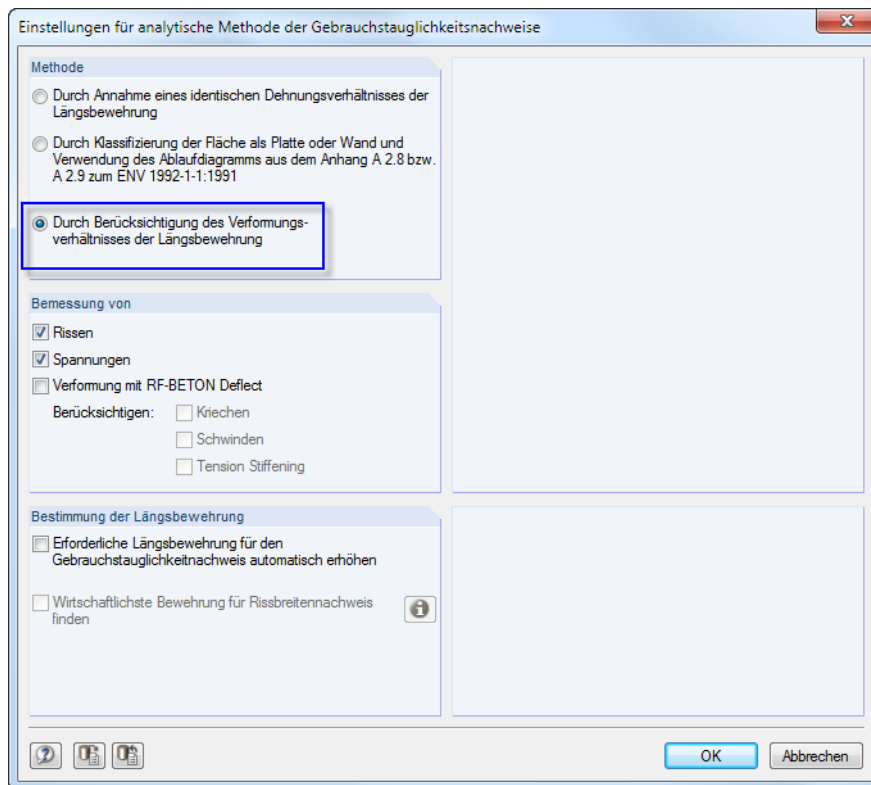 Einstellungen für analytische Methode der Gebrauchstauglichkeitsnachweise
Methode
Durch Annahme eines identischen Dehnungsverhältnisses der
Längsbewehrung
Durch Klassifizierung der Fläche als Platte oder Wand und
Verwendung des Ablaufdiagramms aus dem Anhang A 2.8 bzw.
A 2.9 zum ENV 1992-1-1:1991
Durch Berücksichtigung des Verformungs-
verhältnisses der Längsbewehrung
Bemessung von
Rissen
Spannungen
Verformung mit RF-BETON Deflect
Berücksichtigen: Kriechen
Schwinden
Tension Stiffening
Bestimmung der Längsbewehrung
Erforderliche Längsbewehrung für den
Gebrauchstauglichkeitnachweis automatisch erhöhen
Wirtschaftlichste Bewehrung für Rissbreitennachweis
finden
OK Abbrechen